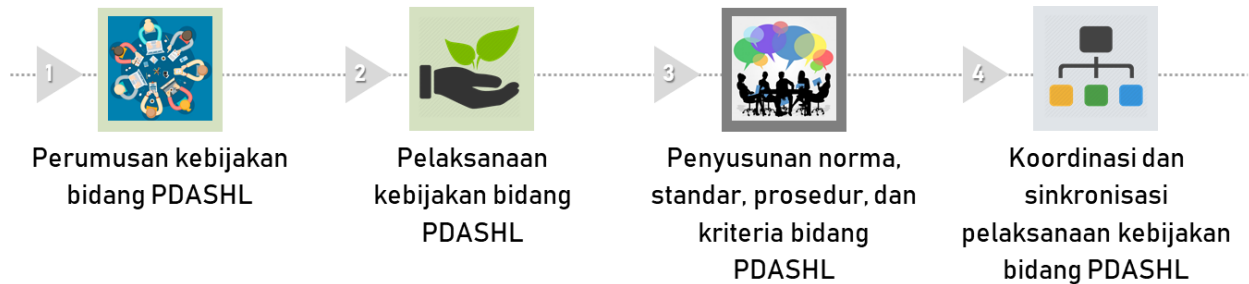 1
Perumusan kebijakan
bidang PDASHL
2
Pelaksanaan
kebijakan bidang
PDASHL
3
Penyusunan norma,
standar, prosedur, dan
kriteria bidang
PDASHL
4
Koordinasi dan
sinkronisasi
pelaksanaan kebijakan
bidang PDASHL